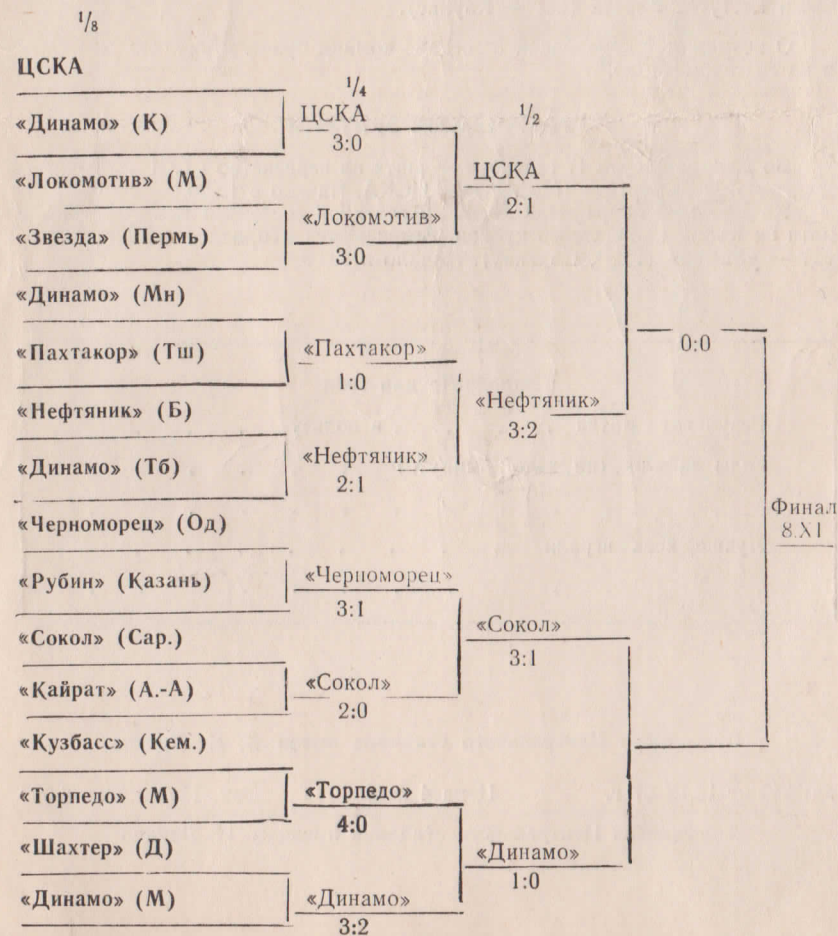 1/8
ЦСКА
«Динамо» (К)
«Локомотив» (М)
«Звезда» (Пермь)
«Динамо» (Мн)
«Пахтакор» (Тш)
«Нефтяник» (Б)
«Динамо» (Тб)
«Черноморец» (Од)
«Рубин» (Казань)
«Сокол» (Сар.)
«Кайрат» (А.-А)
«Кузбасс» (Кем.)
«Торпедо» (М)
«Шахтер» (Д)
«Динамо» (М)
1/4
ЦСКА
3:0
«Локомотив»
3:0
«Пахтакор»
1:0
«Нефтяник»
2:1
«Черноморец»
3:1
«Сокол»
2:0
«Торпедо»
4:0
«Динамо»
3:2
1/2
ЦСКА
2:1
«Нефтяник»
3:2
«Сокол»
3:1
«Динамо»
1:0
0:0
Финал
8.XI